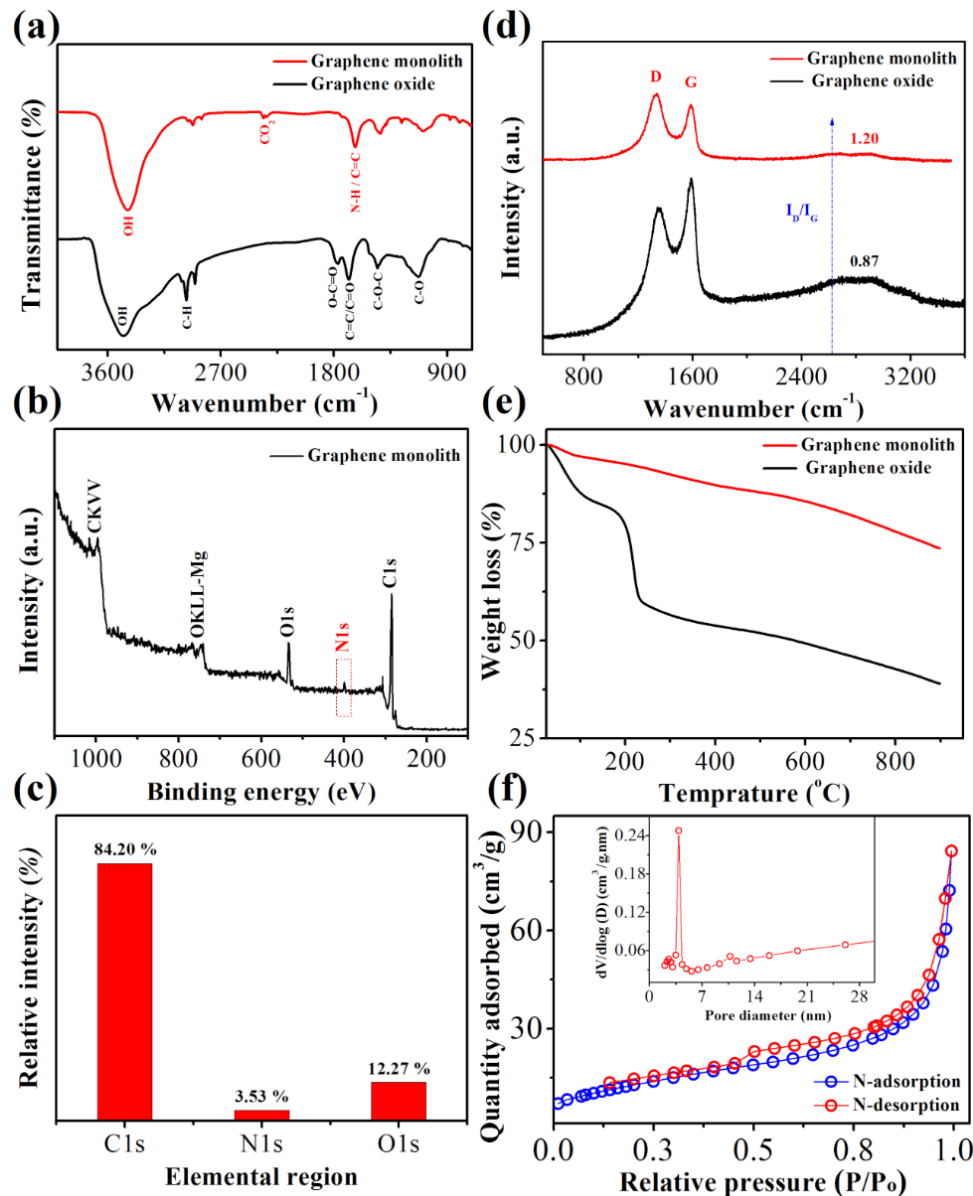 (a)
Graphene monolith
Graphene oxide
CO2
OH
N-H / C=C
OH
C-H
O-C=O
C=C/C=O
C-O-C
C-O
Transmittance (%)
3600 2700 1800 900
Wavenumber (cm-1)
(d)
Graphene monolith
Graphene oxide
D G
1.20
ID/IG
0.87
Intensity (a.u.)
800 1600 2400 3200
Wavenumber (cm-1)
(b)
Graphene monolith
CKVV
OKLL-Mg
O1s
N1s
C1s
Intensity (a.u.)
1000 800 600 400 200
Binding energy (eV)
(e)
Graphene monolith
Graphene oxide
100
75
50
25
Weight loss (%)
200 400 600 800
Temprature (oC)
(c)
84.20 %
3.53 %
12.27 %
Relative intensity (%)
C1s N1s O1s
Elemental region
(f)
90
60
30
0
Quantity adsorbed (cm3/g)
0.24
0.18
0.12
0.06
dV/dlog (D) (cm3/g.nm)
0 7 14 21 28
Pore diameter (nm)
N-adsorption
N-desorption
0.0 0.3 0.5 0.8 1.0
Relative pressure (P/Po)